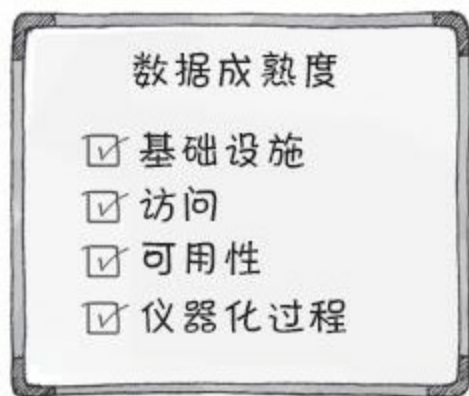 数据成熟度
基础设施
访问
可用性
仪器化过程